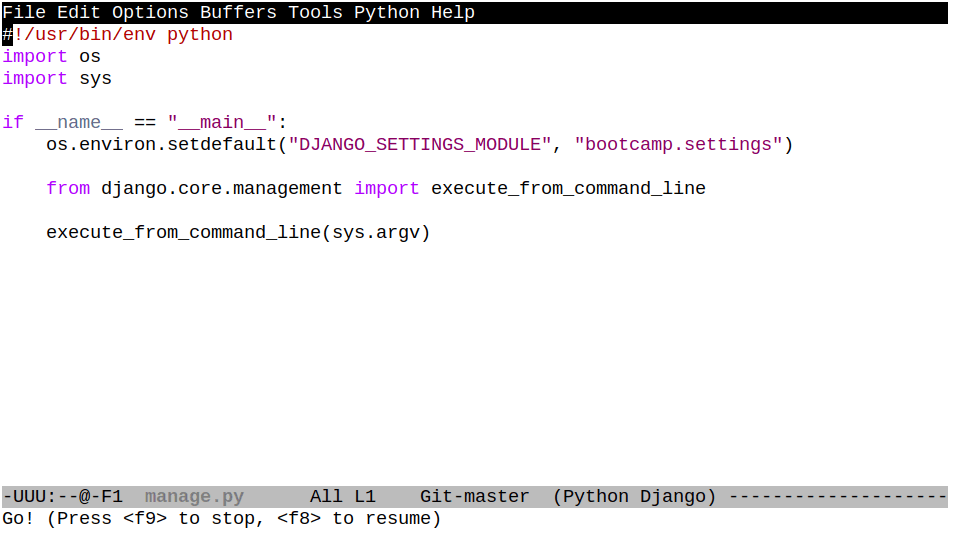 File Edit Options Buffers Tools Python Help
#!/usr/bin/env python
import os
import sys

if __name__ == "__main__":
    os.environ.setdefault("DJANGO_SETTINGS_MODULE", "bootcamp.settings")

    from django.core.management import execute_from_command_line

    execute_from_command_line(sys.argv)

-UUU:--@-F1  manage.py      All L1    Git-master  (Python Django) --------------------
Go! (Press <f9> to stop, <f8> to resume)